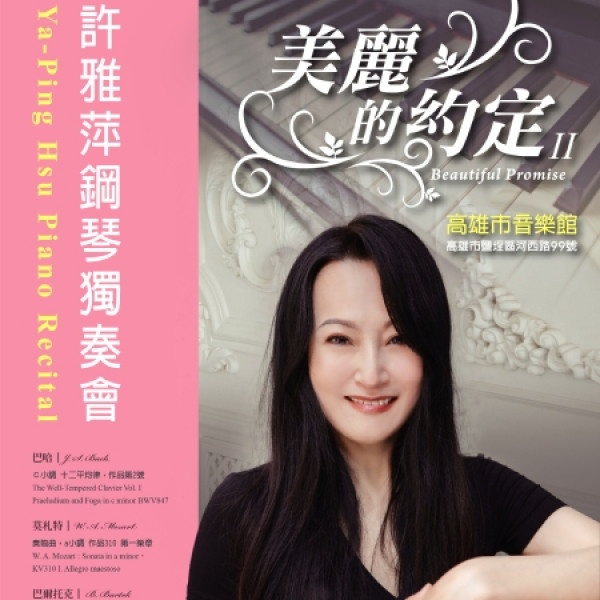 許雅萍鋼琴獨奏會
Ya-Ping Hsu Piano Recital
美麗
的約定 II
Beautiful Promise
高雄市音樂館
高雄市鹽埕區河西路99號
巴哈 | J. S. Bach
C小調 十二平均律,作品第2號
The Well-Tempered Clavier Vol. 1
Praeludium and Fuga in c minor BWV847
莫札特 | W. A. Mozart
奏鳴曲,a小調 作品310 第一樂章
W. A. Mozart : Sonata in a minor,
KV310 I. Allegro maestoso
巴爾托克 | B. Bartok